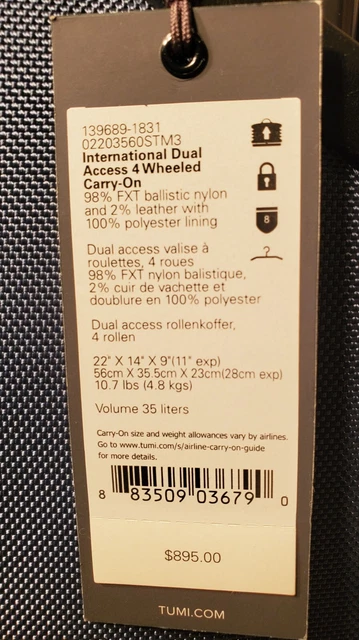 139689-1831
02203560STM3
International Dual
Access 4 Wheeled
Carry-On
98% FXT ballistic nylon
and 2% leather with
100% polyester lining
8
Dual access valise à
roulettes, 4 roues
98% FXT nylon balistique,
2% cuir de vachette et
doublure en 100% polyester
Dual access rollenkoffer,
4 rollen
22" X 14" X 9"(11" exp)
56cm X 35.5cm X 23cm(28cm exp)
10.7 lbs (4.8 kgs)
Volume 35 liters
Carry-On size and weight allowances vary by airlines.
Go to www.tumi.com/s/airline-carry-on-guide
for more details.
8 83509 03679 0
$895.00
TUMI.COM